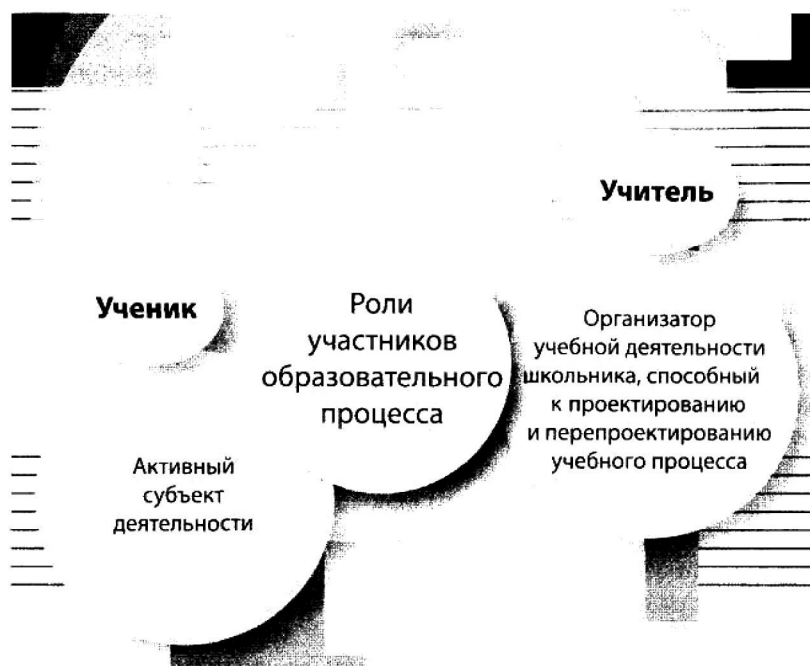 Учитель
Ученик
Роли
участников
образовательного
процесса
Организатор
учебной деятельности
школьника, способный
к проектированию
и перепроектированию
учебного процесса
Активный
субъект
деятельности